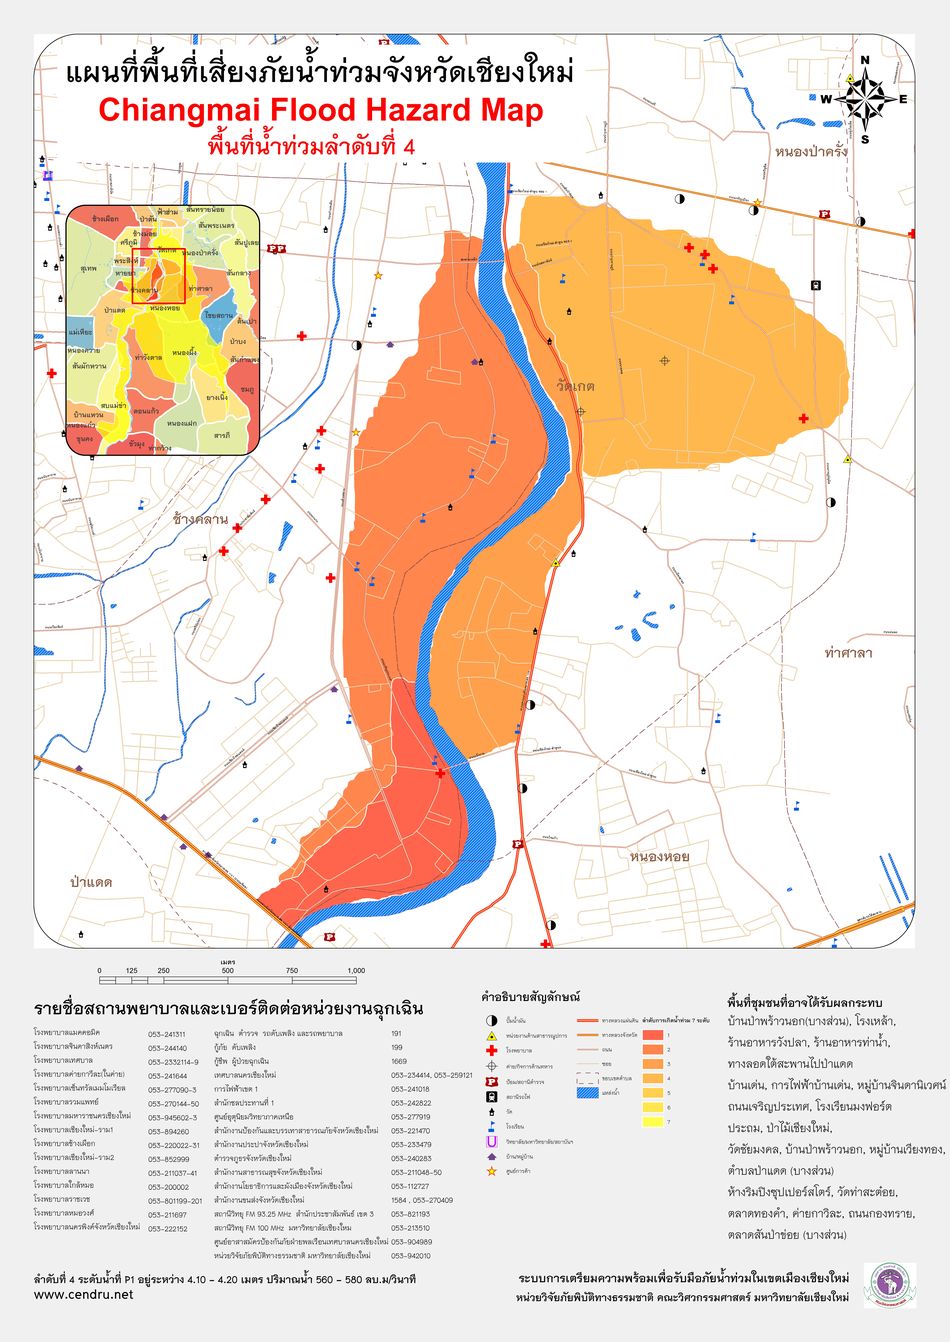 แผนที่พื้นที่เสี่ยงภัยน้ำท่วมจังหวัดเชียงใหม่
Chiangmai Flood Hazard Map
พื้นที่น้ำท่วมลำดับที่ 4
N
W E
S
หนองป่าครั่ง
ช้างเผือก
ป่าตัน
ฟ้าฮ่าม
สันทรายน้อย
สันพระเนตร
ศรีภูมิ
ช้างม่อย
วัดเกต
สันปูเลย
หนองป่าครั่ง
สุเทพ
พระสิงห์
หายยา
สันกลาง
ช้างคลาน
ท่าศาลา
ป่าแดด
หนองหอย
ไชยสถาน
แม่เหียะ
ป่าบง
หนองควาย
ท่าวังตาล
หนองผึ้ง
สันผักหวาน
ชมภู
ยางเนิ้ง
สบแม่ข่า
บ้านแหวน
ดอนแก้ว
หนองแก๋ว
หนองแฝก
ขุนคง
ขัวมุง
ท่ากว้าง
สารภี
วัดเกต
ช้างคลาน
ท่าศาลา
หนองหอย
ป่าแดด
เมตร
0 125 250 500 750 1,000
รายชื่อสถานพยาบาลและเบอร์ติดต่อหน่วยงานฉุกเฉิน
โรงพยาบาลแมคคอมิค 053-241311 ฉุกเฉิน ตำรวจ รถดับเพลิง และรถพยาบาล 191
โรงพยาบาลจินดาสิงห์เนตร 053-244140 กู้ภัย ดับเพลิง 199
โรงพยาบาลเทศบาล 053-2332114-9 กู้ชีพ ผู้ป่วยฉุกเฉิน 1669
โรงพยาบาลค่ายกาวีละ(ในค่าย) 053-241644 เทศบาลนครเชียงใหม่ 053-234414, 053-259121
โรงพยาบาลเซ็นทรัลเมมโมเรียล 053-277090-3 การไฟฟ้าเขต 1 053-241018
โรงพยาบาลรวมแพทย์ 053-270144-50 สำนักชลประทานที่ 1 053-242822
โรงพยาบาลมหาราชนครเชียงใหม่ 053-945602-3 ศูนย์อุตุนิยมวิทยาภาคเหนือ 053-277919
โรงพยาบาลเชียงใหม่-ราม1 053-894260 สำนักงานป้องกันและบรรเทาสาธารณภัยจังหวัดเชียงใหม่ 053-221470
โรงพยาบาลช้างเผือก 053-220022-31 สำนักงานประปาจังหวัดเชียงใหม่ 053-233479
โรงพยาบาลเชียงใหม่-ราม2 053-852999 ตำรวจภูธรจังหวัดเชียงใหม่ 053-240283
โรงพยาบาลลานนา 053-211037-41 สำนักงานสาธารณสุขจังหวัดเชียงใหม่ 053-211048-50
โรงพยาบาลใกล้หมอ 053-200002 สำนักงานโยธาธิการและผังเมืองจังหวัดเชียงใหม่ 053-112727
โรงพยาบาลราชเวช 053-801199-201 สำนักงานขนส่งจังหวัดเชียงใหม่ 1584 , 053-270409
โรงพยาบาลหมอวงศ์ 053-211697 สถานีวิทยุ FM 93.25 MHz สำนักประชาสัมพันธ์ เขต 3 053-821193
โรงพยาบาลนครพิงค์จังหวัดเชียงใหม่ 053-222152 สถานีวิทยุ FM 100 MHz มหาวิทยาลัยเชียงใหม่ 053-213510
ศูนย์อาสาสมัครป้องกันภัยฝ่ายพลเรือนเทศบาลนครเชียงใหม่ 053-904989
หน่วยวิจัยภัยพิบัติทางธรรมชาติ มหาวิทยาลัยเชียงใหม่ 053-942010
คำอธิบายสัญลักษณ์
ปั๊มน้ำมัน
หน่วยงานด้านสาธารณูปการ
โรงพยาบาล
ค่าย/กิจการด้านทหาร
ป้อม/สถานีตำรวจ
สถานีรถไฟ
วัด
โรงเรียน
วิทยาลัย/มหาวิทยาลัย/สถาบันฯ
บ้าน/หมู่บ้าน
ศูนย์การค้า
ทางหลวงแผ่นดิน
ทางหลวงจังหวัด
ถนน
ซอย
ขอบเขตตำบล
แหล่งน้ำ
ลำดับการเกิดน้ำท่วม 7 ระดับ
1
2
3
4
5
6
7
พื้นที่ชุมชนที่อาจได้รับผลกระทบ
บ้านป่าพร้าวนอก(บางส่วน), โรงเหล้า,
ร้านอาหารวังปลา, ร้านอาหารท่าน้ำ,
ทางลอดใต้สะพานไปป่าแดด
บ้านเด่น, การไฟฟ้าบ้านเด่น, หมู่บ้านจินดานิเวศน์
ถนนเจริญประเทศ, โรงเรียนมงฟอร์ต
ประถม, ป่าไม้เชียงใหม่,
วัดชัยมงคล, บ้านป่าพร้าวนอก, หมู่บ้านเวียงทอง,
ตำบลป่าแดด (บางส่วน)
ห้างริมปิงซุปเปอร์สโตร์, วัดท่าสะต๋อย,
ตลาดทองคำ, ค่ายกาวิละ, ถนนกองทราย,
ตลาดสันป่าข่อย (บางส่วน)
ลำดับที่ 4 ระดับน้ำที่ P1 อยู่ระหว่าง 4.10 - 4.20 เมตร ปริมาณน้ำ 560 - 580 ลบ.ม/วินาที
www.cendru.net
ระบบการเตรียมความพร้อมเพื่อรับมือภัยน้ำท่วมในเขตเมืองเชียงใหม่
หน่วยวิจัยภัยพิบัติทางธรรมชาติ คณะวิศวกรรมศาสตร์ มหาวิทยาลัยเชียงใหม่